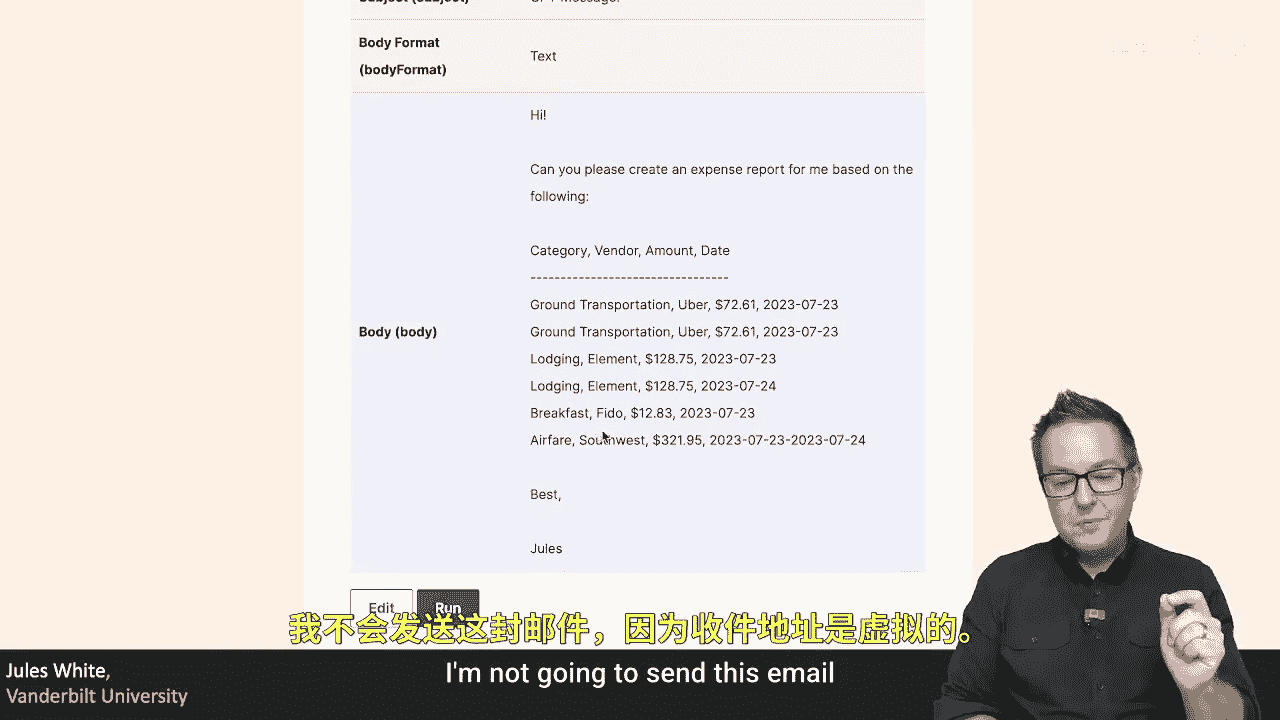 Body Format
(bodyFormat)
Text
Hi!
Can you please create an expense report for me based on the
following:
Category, Vendor, Amount, Date
---------------------------------
Ground Transportation, Uber, $72.61, 2023-07-23
Ground Transportation, Uber, $72.61, 2023-07-23
Lodging, Element, $128.75, 2023-07-23
Body (body)
Lodging, Element, $128.75, 2023-07-24
Breakfast, Fido, $12.83, 2023-07-23
Airfare, Southwest, $321.95, 2023-07-23-2023-07-24
Best,
Jules
Edit
Run
我不会发送这封邮件，因为收件地址是虚拟的。
I'm not going to send this email
Jules White,
Vanderbilt University